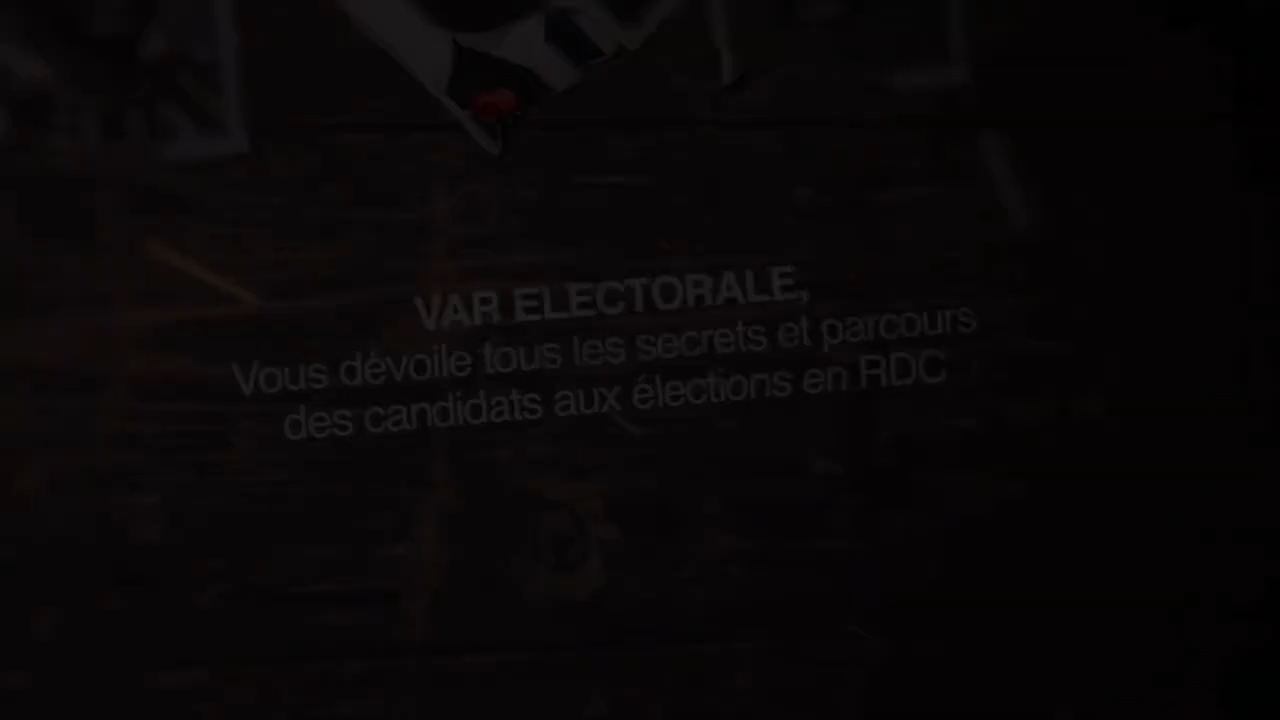 VAR ELECTORALE,
Vous dévoile tous les secrets et parcours
des candidats aux élections en RDC